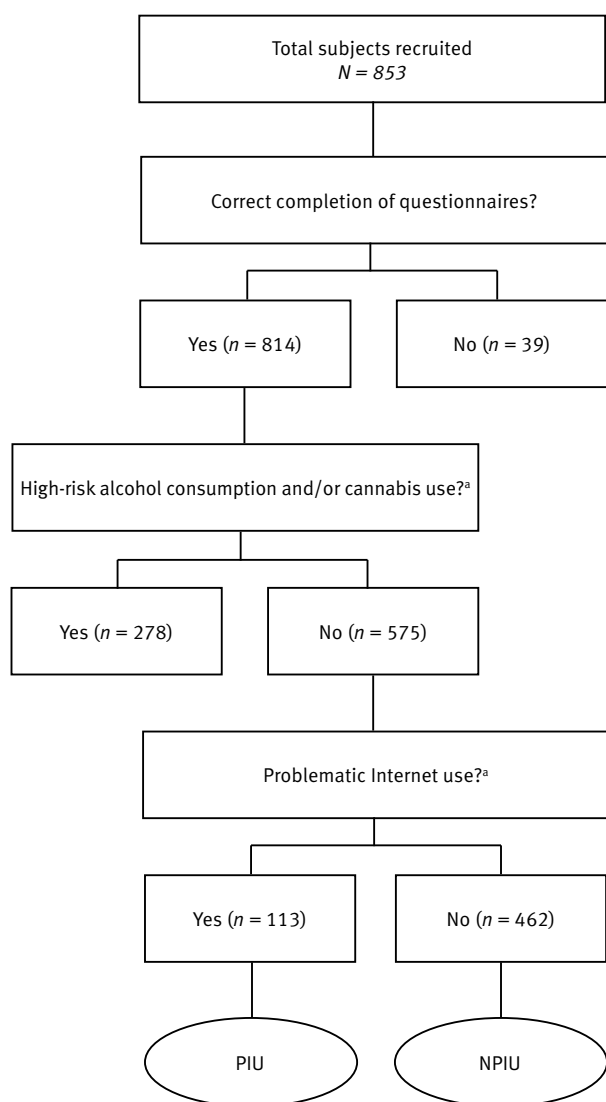 Total subjects recruited
N = 853
Correct completion of questionnaires?
Yes (n = 814)
No (n = 39)
High-risk alcohol consumption and/or cannabis use?ª
Yes (n = 278)
No (n = 575)
Problematic Internet use?ª
Yes (n = 113)
No (n = 462)
PIU
NPIU